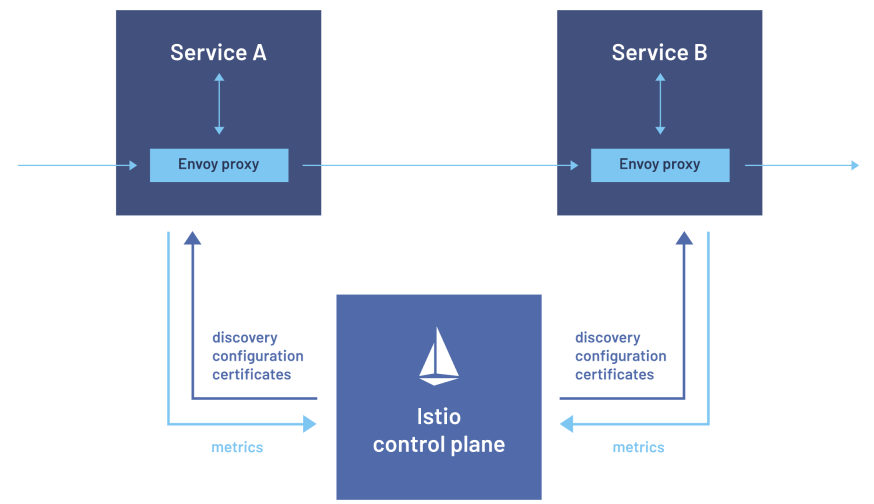 Service A
Service B
Envoy proxy
Envoy proxy
discovery
configuration
certificates
discovery
configuration
certificates
Istio
control plane
metrics
metrics